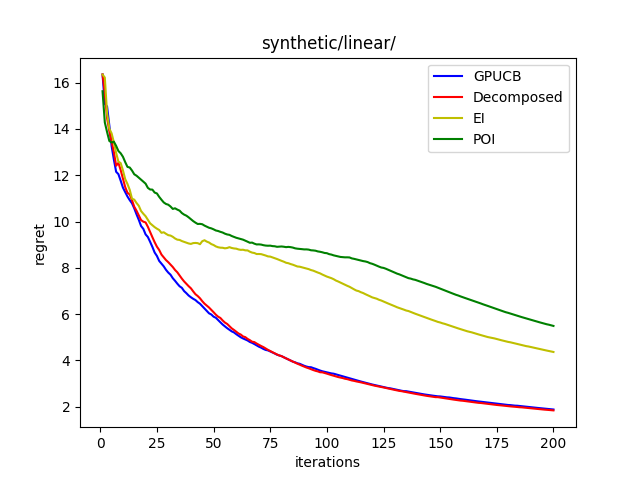 synthetic/linear/
GPUCB
Decomposed
EI
POI
regret
16
14
12
10
8
6
4
2
0
25
50
75
100
125
150
175
200
iterations